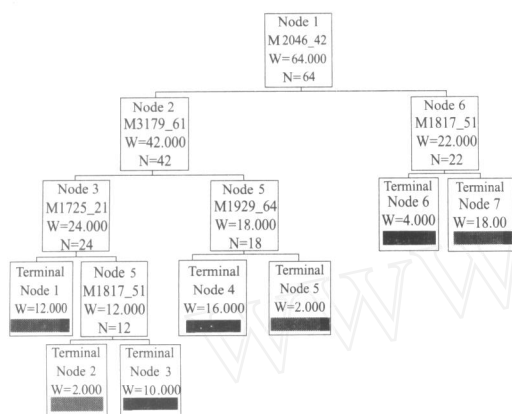 Node 1
M2046_42
W=64.000
N=64
Node 2
M3179_61
W=42.000
N=42
Node 6
M1817_51
W=22.000
N=22
Node 3
M1725_21
W=24.000
N=24
Node 5
M1929_64
W=18.000
N=18
Terminal
Node 6
W=4.000
Terminal
Node 7
W=18.00
Terminal
Node 1
W=12.000
Node 5
M1817_51
W=12.000
N=12
Terminal
Node 4
W=16.000
Terminal
Node 5
W=2.000
Terminal
Node 2
W=2.000
Terminal
Node 3
W=10.000
WWW